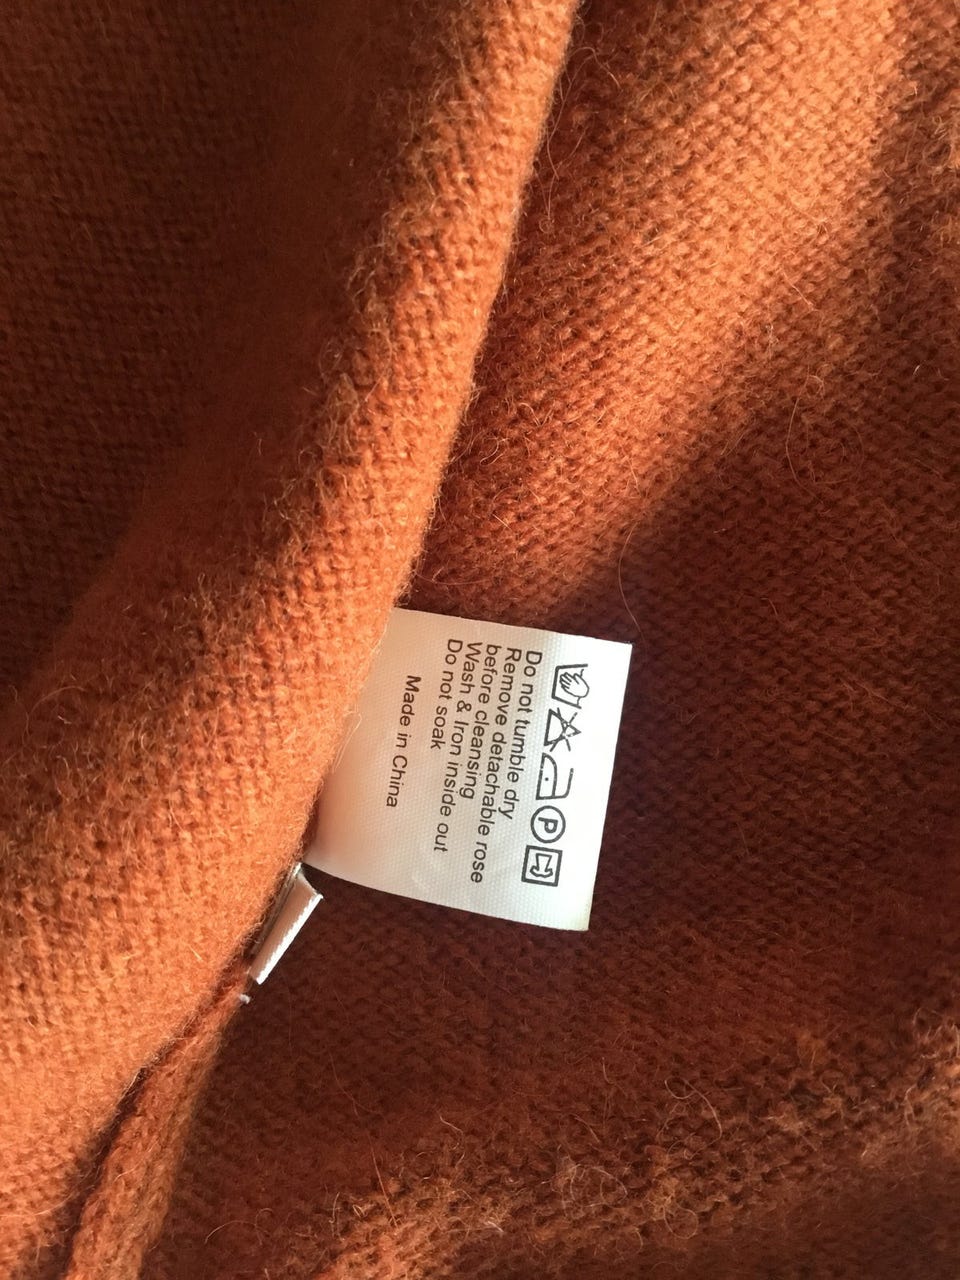 P
Do not tumble dry
Remove detachable rose
before cleansing
Wash & Iron inside out
Do not soak
Made in China